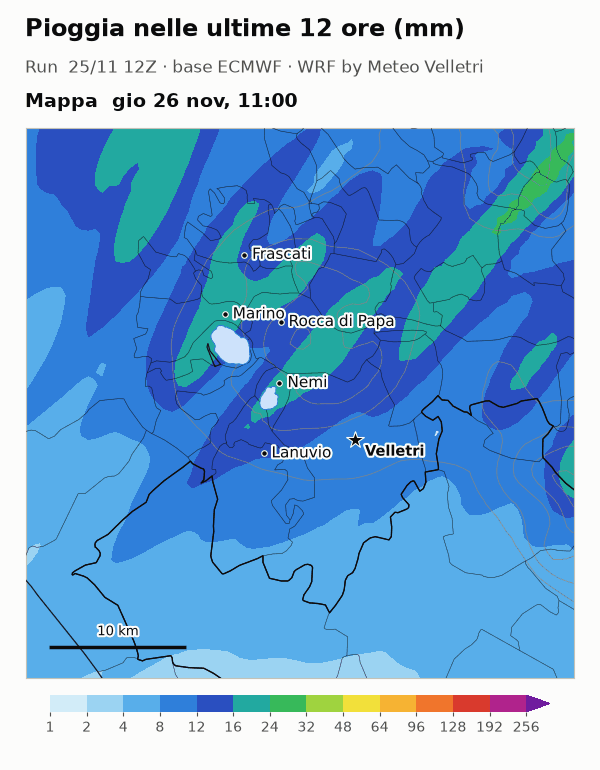 Pioggia nelle ultime 12 ore (mm)
Run  25/11 12Z · base ECMWF · WRF by Meteo Velletri
Mappa  gio 26 nov, 11:00
Frascati
Marino
Rocca di Papa
Nemi
Velletri
Lanuvio
10 km
1 2 4 8 12 16 24 32 48 64 96 128 192 256